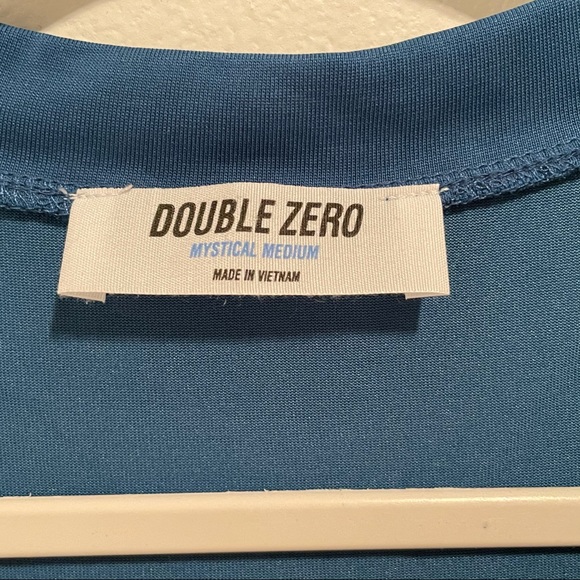 DOUBLE ZERO
MYSTICAL MEDIUM
MADE IN VIETNAM